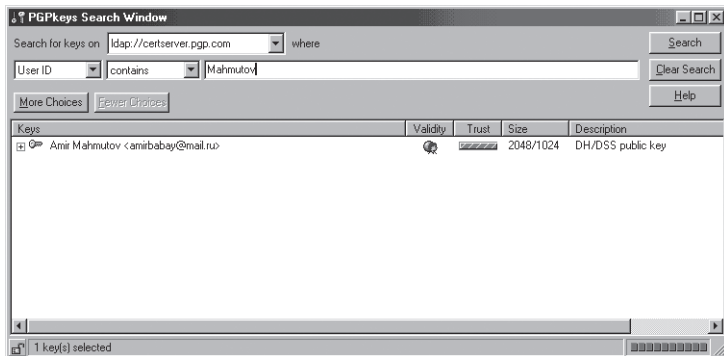 PGPkeys Search Window
Search for keys on ldap://certserver.pgp.com where Search
User ID contains Mahmutov Clear Search
More Choices Fewer Choices Help
Keys Validity Trust Size Description
Amir Mahmutov <amirbabay@mail.ru> 2048/1024 DH/DSS public key
1 key(s) selected